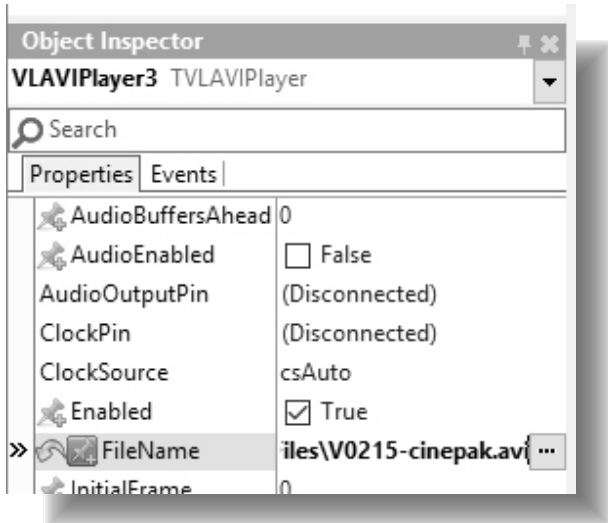 Object Inspector
VLAVIPlayer3 TVLAVIPlayer
Search
Properties Events
AudioBuffersAhead 0
AudioEnabled False
AudioOutputPin (Disconnected)
ClockPin (Disconnected)
ClockSource csAuto
Enabled True
» FileName iles\V0215-cinepak.avi ...
InitialFrame 0